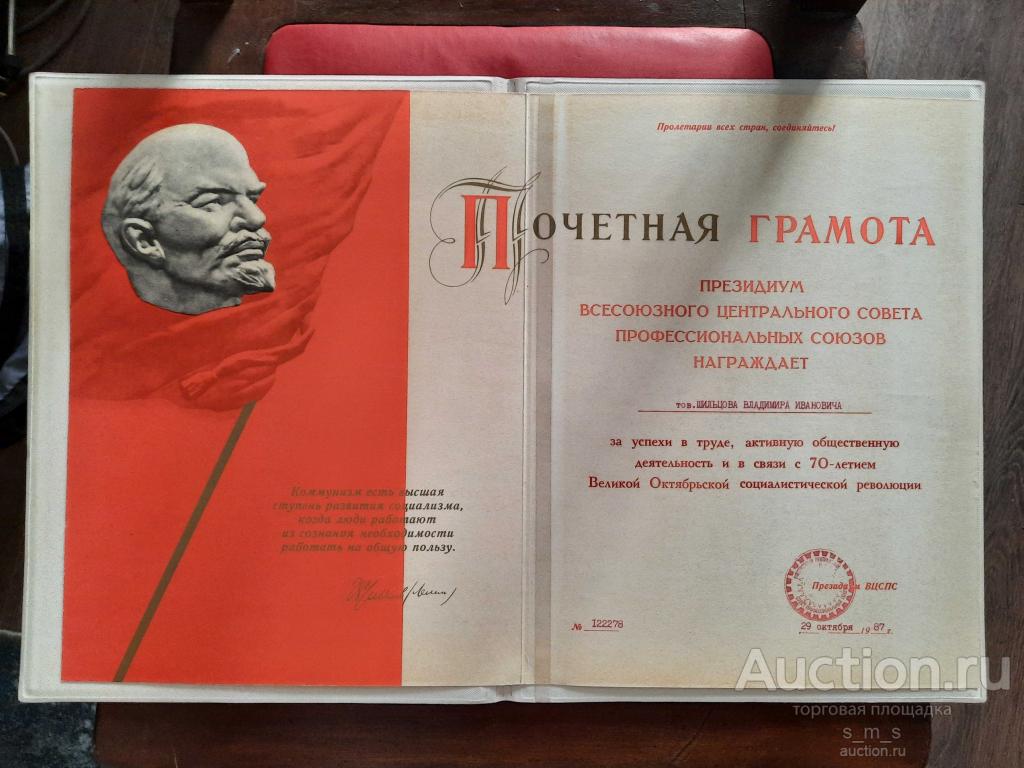 Коммунизм есть высшая
ступень развития социализма,
когда люди работают
из сознания необходимости
работать на общую пользу.
Пролетарии всех стран, соединяйтесь!
ПОЧЕТНАЯ ГРАМОТА
ПРЕЗИДИУМ
ВСЕСОЮЗНОГО ЦЕНТРАЛЬНОГО СОВЕТА
ПРОФЕССИОНАЛЬНЫХ СОЮЗОВ
НАГРАЖДАЕТ
тов.ШИЛЬЦОВА ВЛАДИМИРА ИВАНОВИЧА
за успехи в труде, активную общественную
деятельность и в связи с 70-летием
Великой Октябрьской социалистической революции
Президиум ВЦСПС
№ 122278
29 октября 1987 г.
Auction.ru
торговая площадка
s_m_s
auction.ru